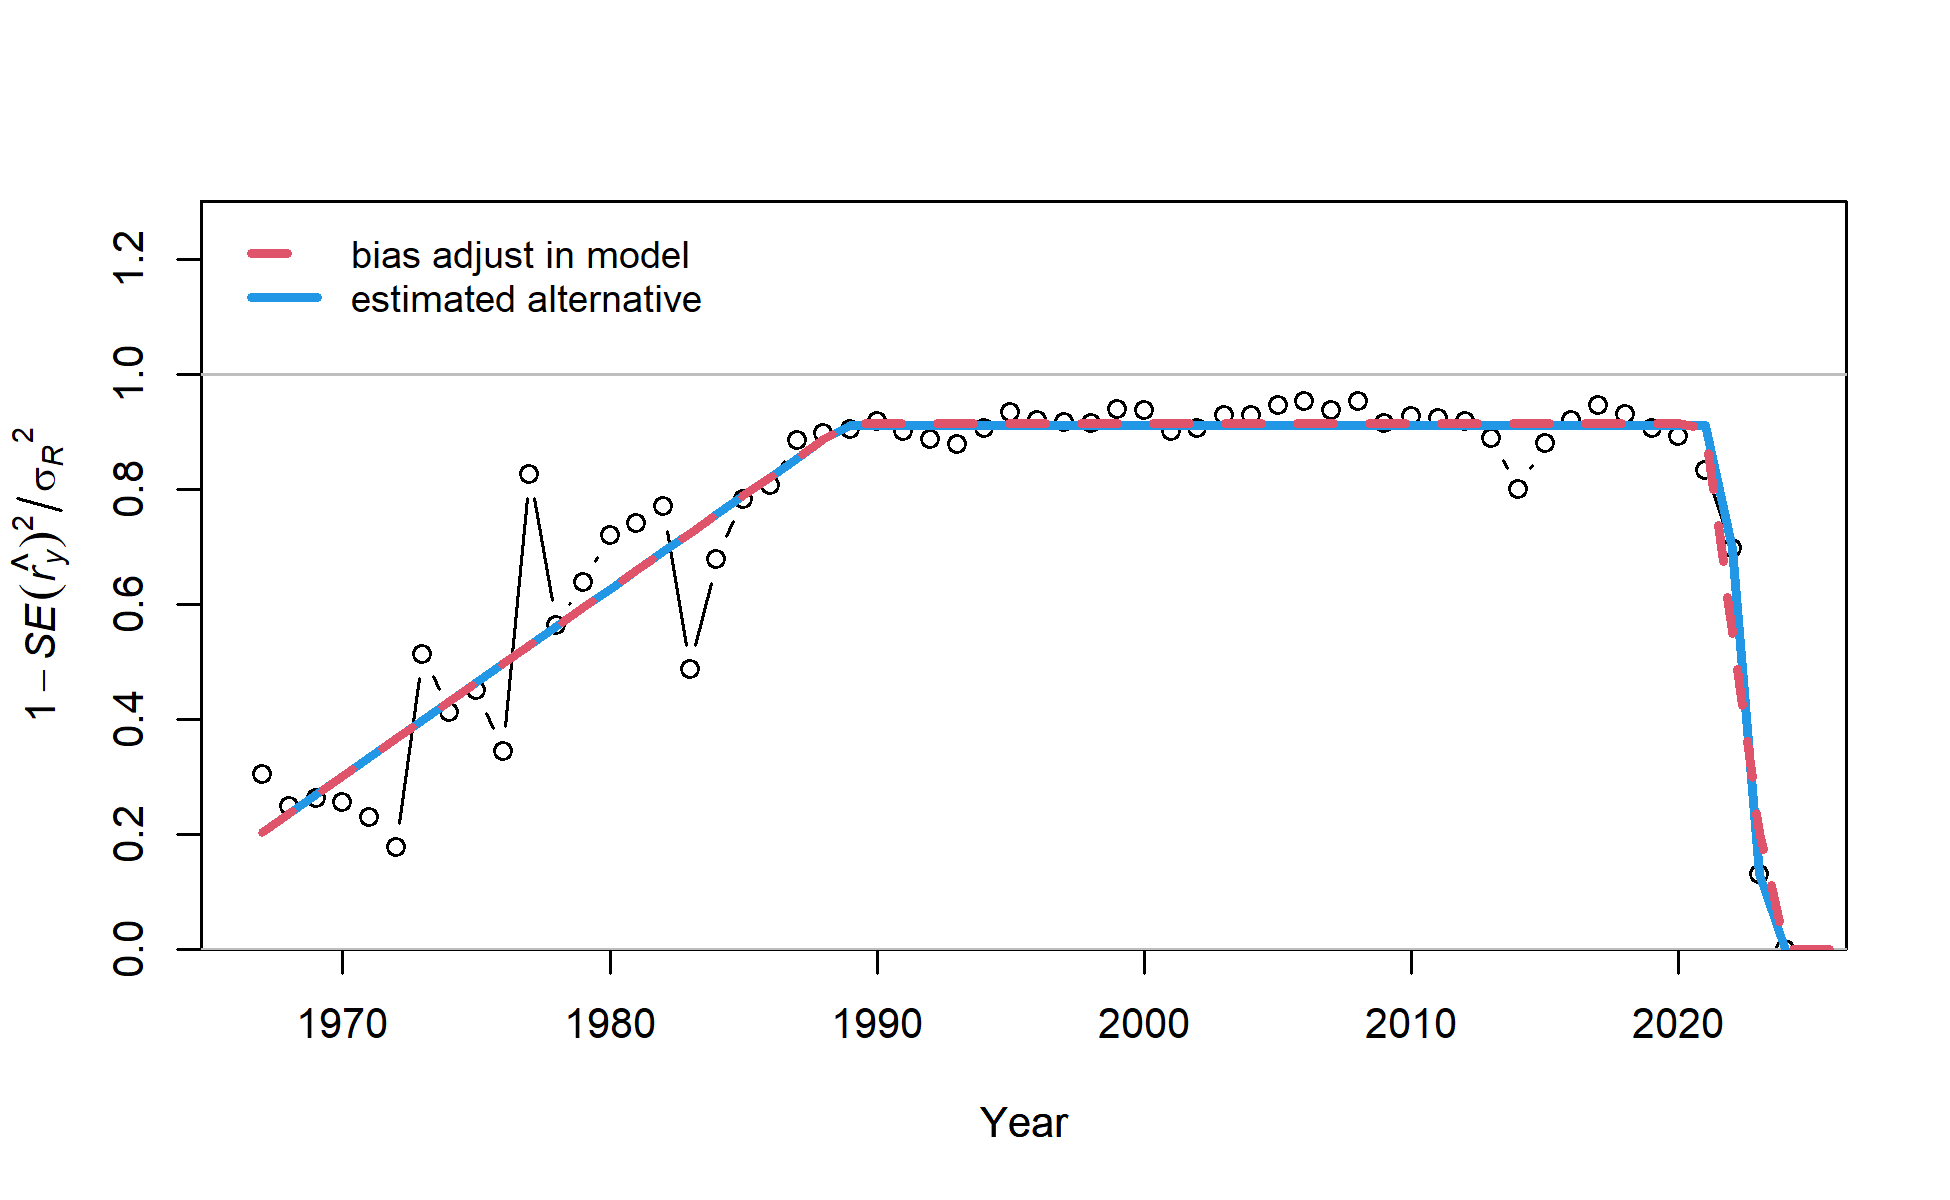 bias adjust in model
estimated alternative
1 − SE(r̂y)² / σR²
1.2
1.0
0.8
0.6
0.4
0.2
0.0
1970 1980 1990 2000 2010 2020
Year